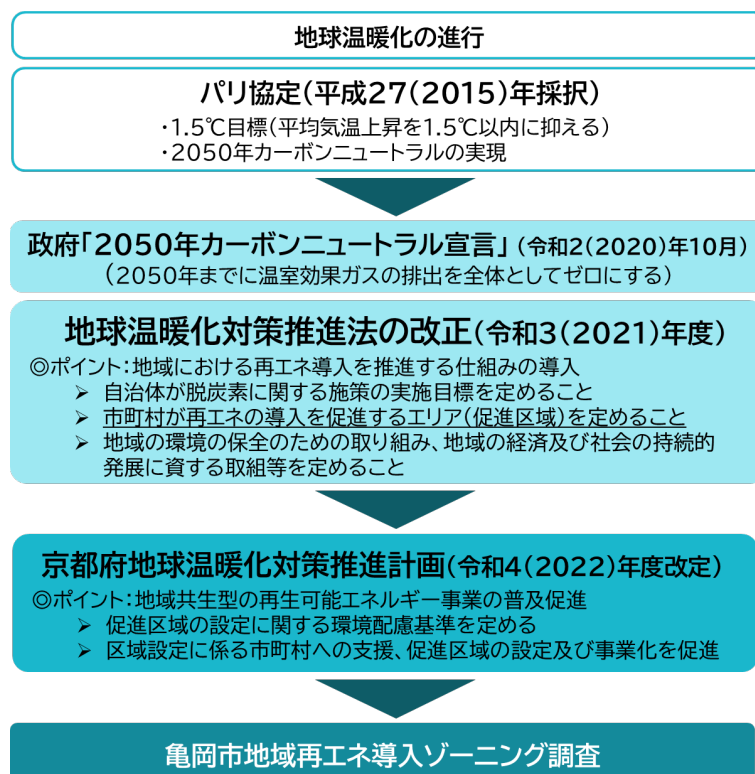 地球温暖化の進行
パリ協定(平成27(2015)年採択)
・1.5℃目標(平均気温上昇を1.5℃以内に抑える)
・2050年カーボンニュートラルの実現
政府「2050年カーボンニュートラル宣言」(令和2(2020)年10月)
(2050年までに温室効果ガスの排出を全体としてゼロにする)
地球温暖化対策推進法の改正(令和3(2021)年度)
◎ポイント:地域における再エネ導入を推進する仕組みの導入
➢ 自治体が脱炭素に関する施策の実施目標を定めること
➢ 市町村が再エネの導入を促進するエリア(促進区域)を定めること
➢ 地域の環境の保全のための取り組み、地域の経済及び社会の持続的
発展に資する取組等を定めること
京都府地球温暖化対策推進計画(令和4(2022)年度改定)
◎ポイント:地域共生型の再生可能エネルギー事業の普及促進
➢ 促進区域の設定に関する環境配慮基準を定める
➢ 区域設定に係る市町村への支援、促進区域の設定及び事業化を促進
亀岡市地域再エネ導入ゾーニング調査